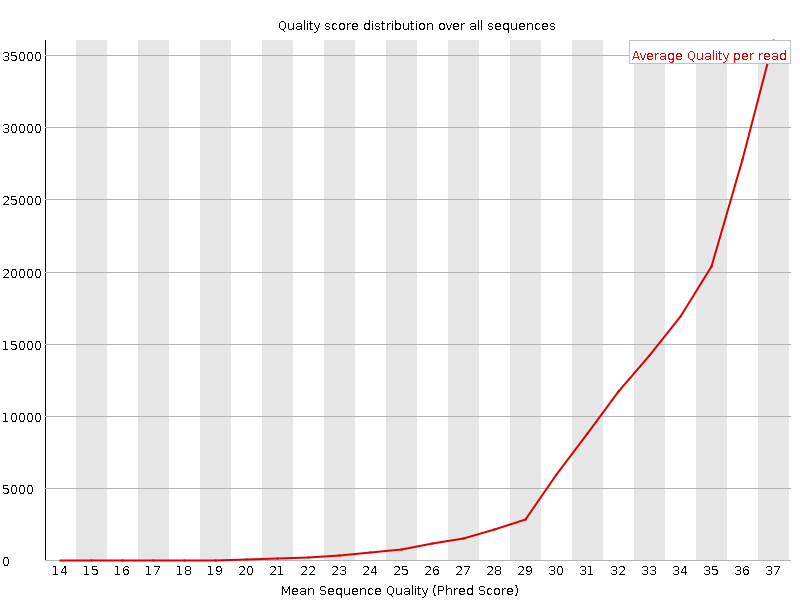 Quality score distribution over all sequences
Average Quality per read
35000
30000
25000
20000
15000
10000
5000
0
14 15 16 17 18 19 20 21 22 23 24 25 26 27 28 29 30 31 32 33 34 35 36 37
Mean Sequence Quality (Phred Score)